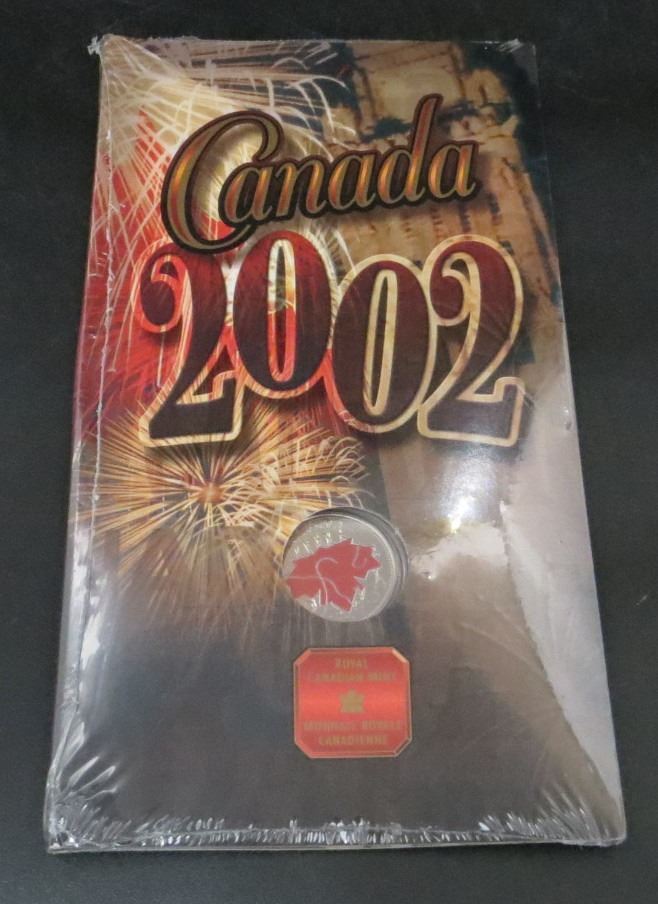 Canada
2002
ROYAL
CANADIAN MINT
MONNAIE ROYALE
CANADIENNE